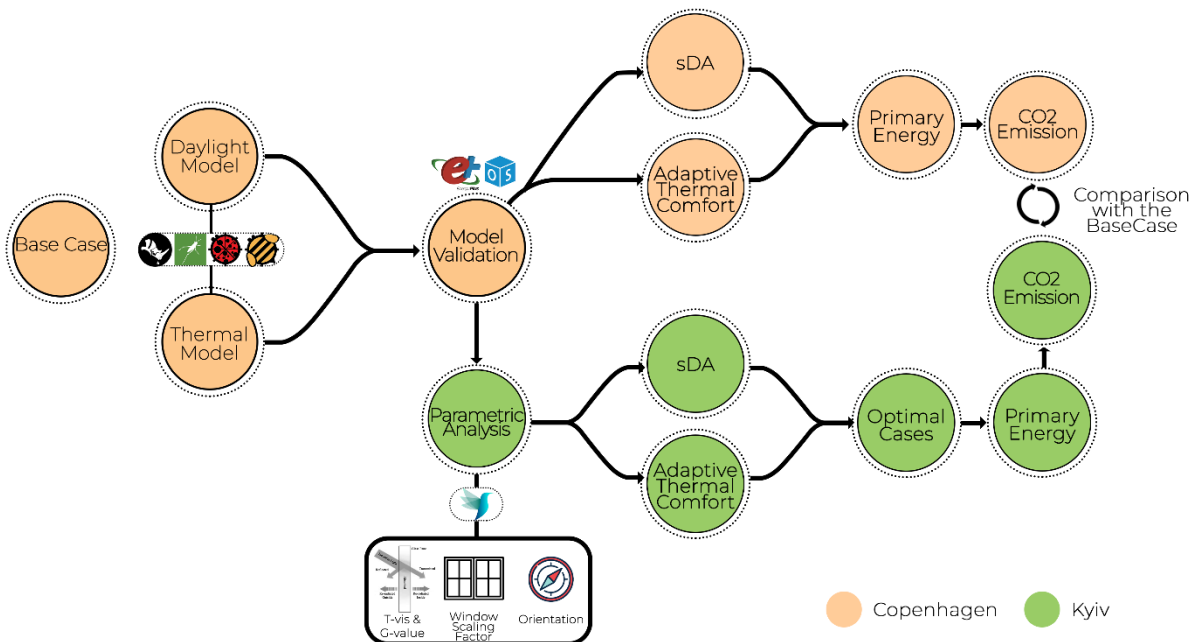 Base Case
Daylight
Model
Thermal
Model
OS
Model
Validation
sDA
Adaptive
Thermal
Comfort
Primary
Energy
CO2
Emission
Comparison
with the
BaseCase
CO2
Emission
Parametric
Analysis
sDA
Adaptive
Thermal
Comfort
Optimal
Cases
Primary
Energy
T-vis &
G-value
Window
Scaling
Factor
Orientation
Copenhagen
Kyiv